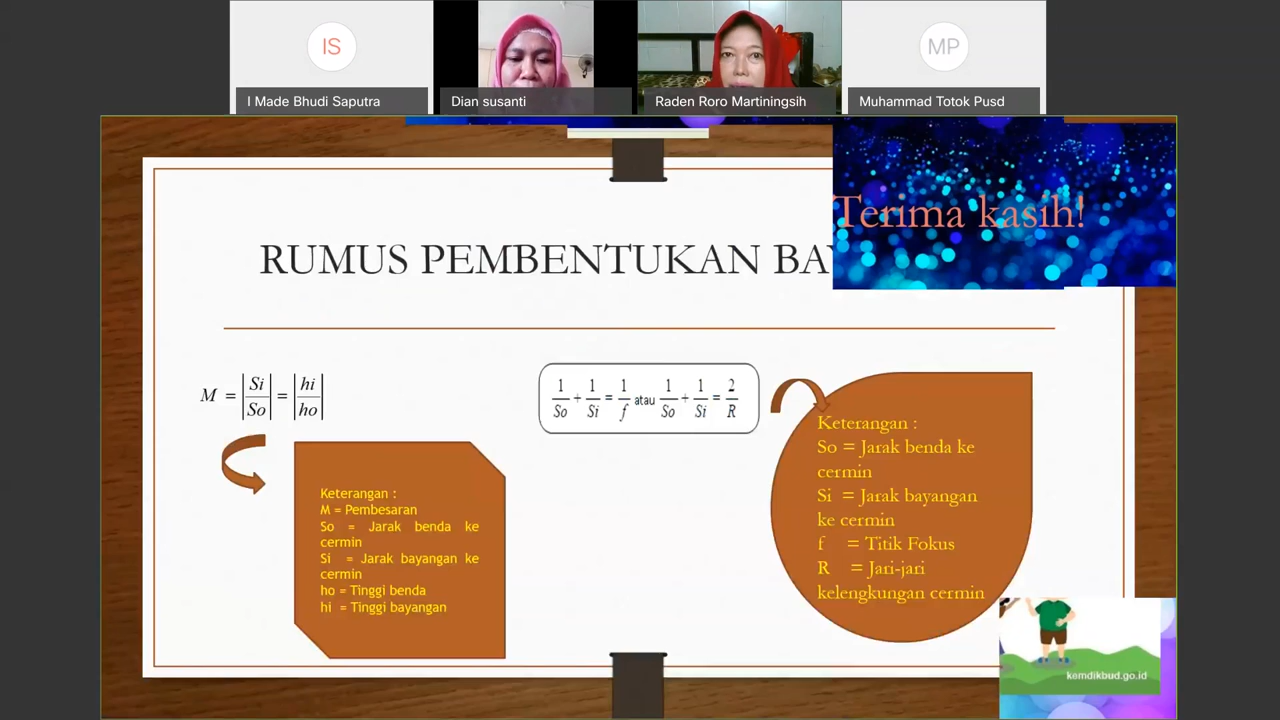 IS
MP
I Made Bhudi Saputra
Dian susanti
Raden Roro Martiningsih
Muhammad Totok Pusd
Terima kasih!
RUMUS PEMBENTUKAN BA
M = |Si/So| = |hi/ho|
1/So + 1/Si = 1/f atau 1/So + 1/Si = 2/R
Keterangan :
M = Pembesaran
So = Jarak benda ke
cermin
Si = Jarak bayangan ke
cermin
ho = Tinggi benda
hi = Tinggi bayangan
Keterangan :
So = Jarak benda ke
cermin
Si = Jarak bayangan
ke cermin
f = Titik Fokus
R = Jari-jari
kelengkungan cermin
kemdikbud.go.id